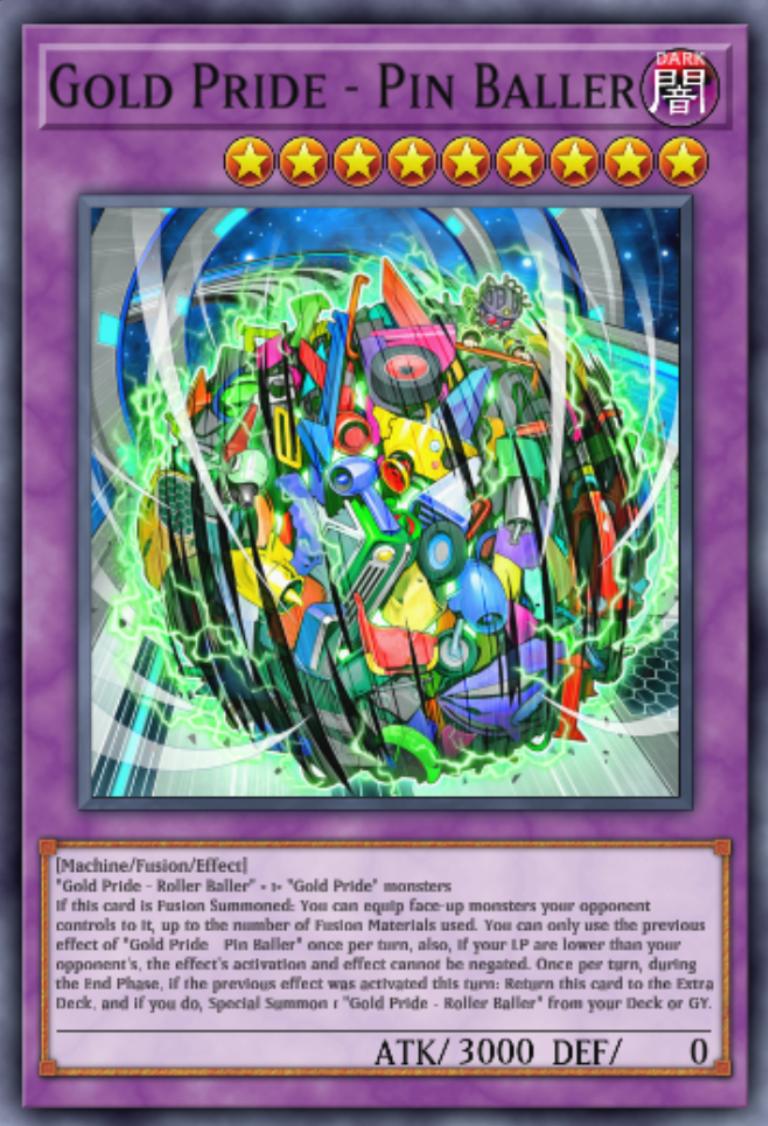 GOLD PRIDE - PIN BALLER
DARK
闇
[Machine/Fusion/Effect]
"Gold Pride - Roller Baller" + 1+ "Gold Pride" monsters
If this card is Fusion Summoned: You can equip face-up monsters your opponent
controls to it, up to the number of Fusion Materials used. You can only use the previous
effect of "Gold Pride - Pin Baller" once per turn, also, if your LP are lower than your
opponent's, the effect's activation and effect cannot be negated. Once per turn, during
the End Phase, if the previous effect was activated this turn: Return this card to the Extra
Deck, and if you do, Special Summon 1 "Gold Pride - Roller Baller" from your Deck or GY.
ATK/ 3000 DEF/ 0